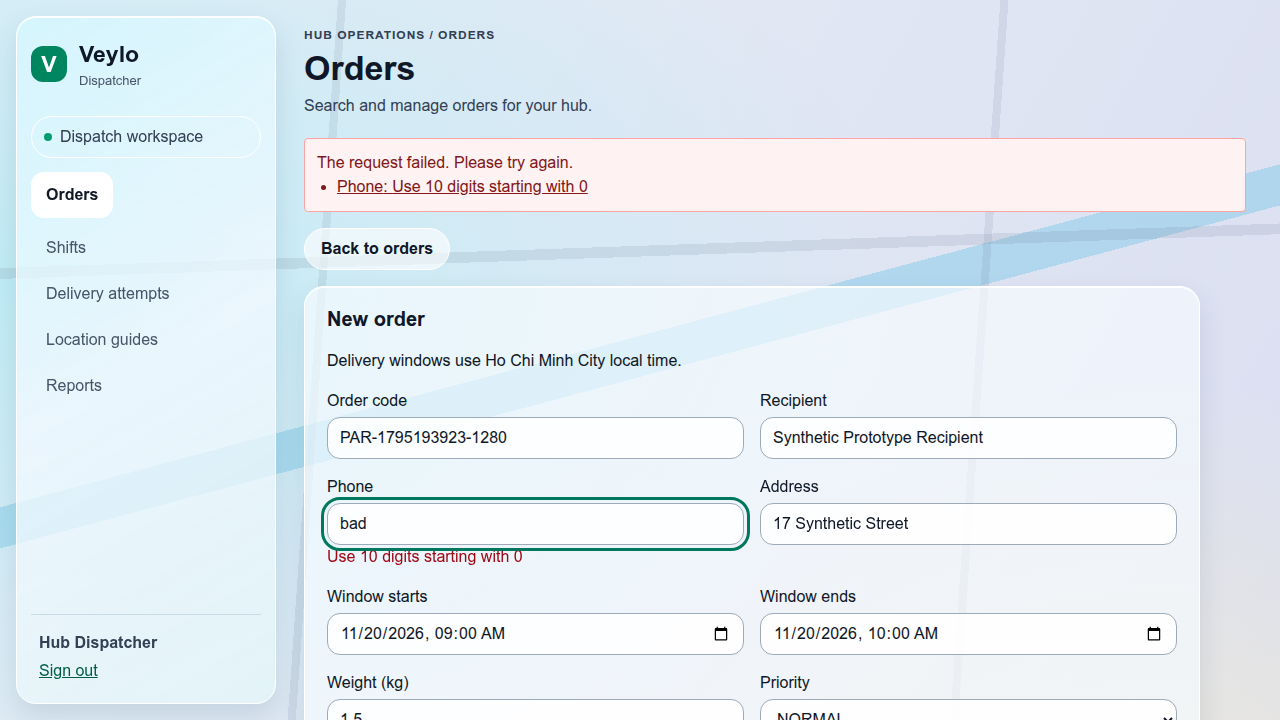 V
Veylo
Dispatcher
Dispatch workspace
Orders
Shifts
Delivery attempts
Location guides
Reports
Hub Dispatcher
Sign out
HUB OPERATIONS / ORDERS
Orders
Search and manage orders for your hub.
The request failed. Please try again.
Phone: Use 10 digits starting with 0
Back to orders
New order
Delivery windows use Ho Chi Minh City local time.
Order code
PAR-1795193923-1280
Recipient
Synthetic Prototype Recipient
Phone
bad
Use 10 digits starting with 0
Address
17 Synthetic Street
Window starts
11/20/2026, 09:00 AM
Window ends
11/20/2026, 10:00 AM
Weight (kg)
1.5
Priority
NORMAL